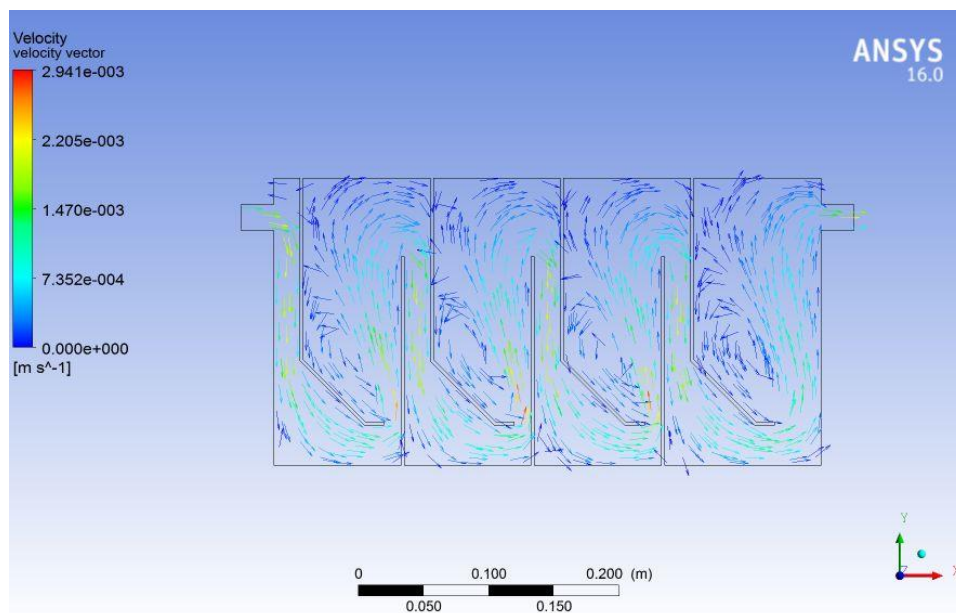 Velocity
velocity vector
2.941e-003
2.205e-003
1.470e-003
7.352e-004
0.000e+000
[m s^-1]
ANSYS
16.0
Y
X
Z
0 0.100 0.200 (m)
0.050 0.150